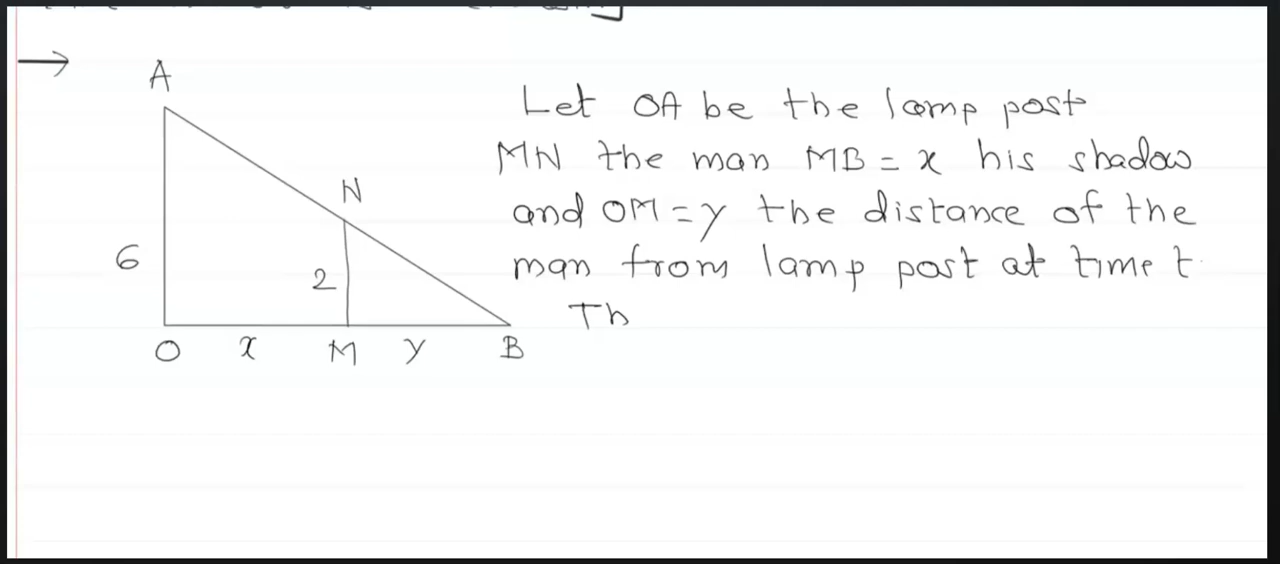 A
Let OA be the lamp post
MN the man MB = x his shadow
N
and OM = y the distance of the
6
2
man from lamp post at time t
Th
O x M y B